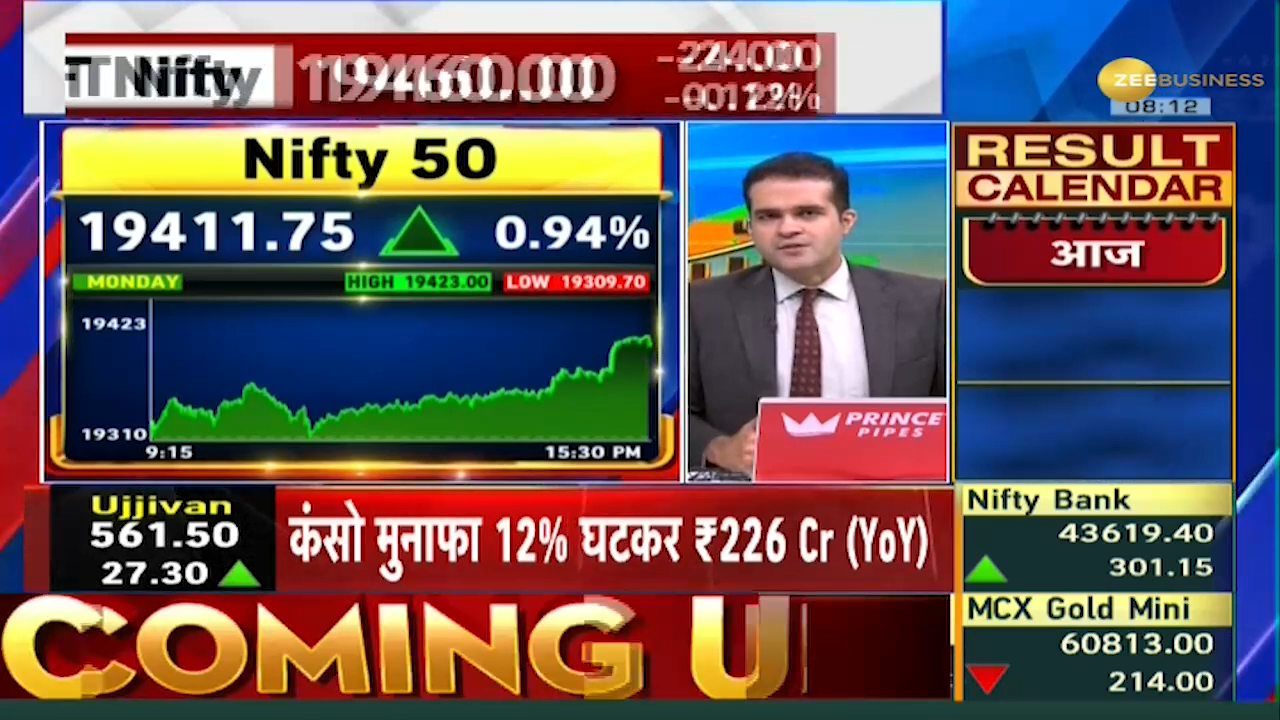 Nifty
ZEEBUSINESS
08:12
Nifty 50
19411.75 0.94%
MONDAY HIGH 19423.00 LOW 19309.70
19423
19310
9:15 15:30 PM
PRINCE
PIPES
RESULT
CALENDAR
आज
Ujjivan
561.50
27.30
कंसो मुनाफा 12% घटकर ₹226 Cr (YoY)
Nifty Bank
43619.40
301.15
MCX Gold Mini
60813.00
214.00
COMING U